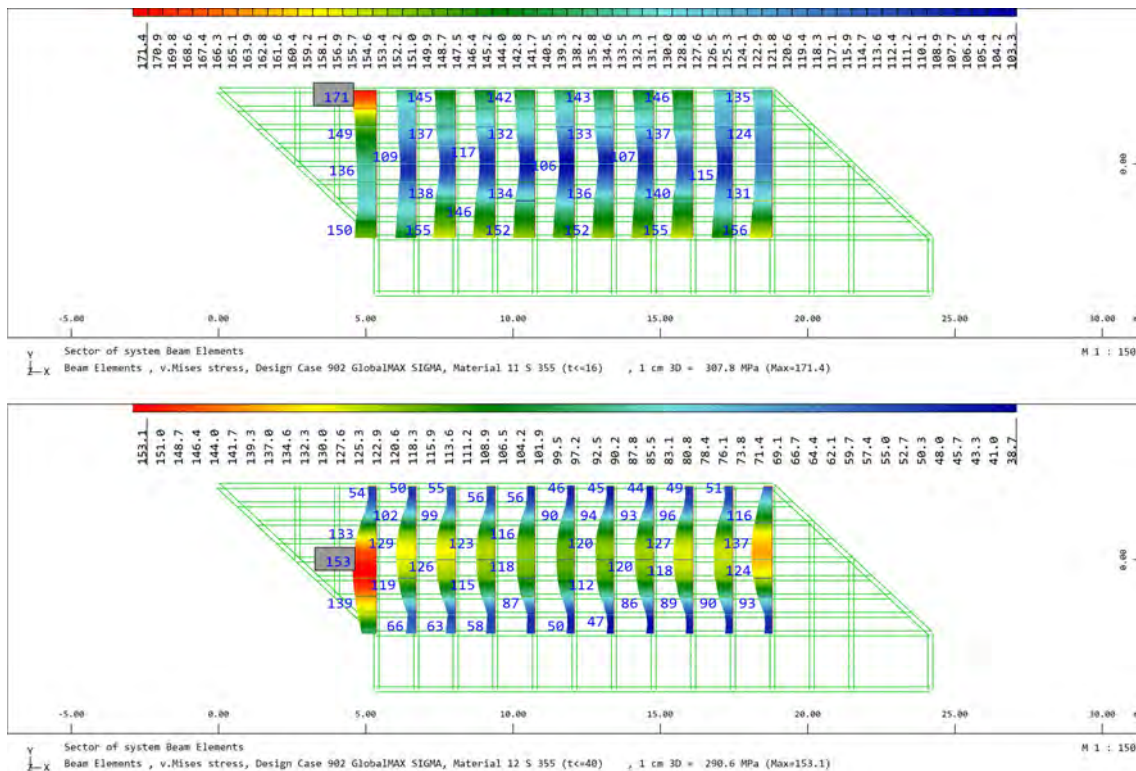 171.4 170.9 169.8 168.6 167.4 166.3 165.1 163.9 162.8 161.6 160.4 159.2 158.1 156.9 155.7 154.6 153.4 152.2 151.0 149.9 148.7 147.5 146.4 145.2 144.0 142.8 141.7 140.5 139.3 138.2 135.8 134.6 133.5 132.3 131.1 130.0 128.8 127.6 126.5 125.3 124.1 122.9 121.8 120.6 119.4 118.3 117.1 115.9 114.7 113.6 112.4 111.2 110.1 108.9 107.7 106.5 105.4 104.2 103.3
171 145 142 143 146 135
149 137 132 133 137 124
109 117 106 107
136 115
138 134 136 140 131
146
150 155 152 152 155 156
0.00
-5.00 0.00 5.00 10.00 15.00 20.00 25.00 30.00 m
Y
Z X
Sector of system Beam Elements M 1 : 150
Beam Elements , v.Mises stress, Design Case 902 GlobalMAX SIGMA, Material 11 S 355 (t<=16) , 1 cm 3D = 307.8 MPa (Max=171.4)
153.1 151.0 148.7 146.4 144.0 141.7 139.3 137.0 134.6 132.3 130.0 127.6 125.3 122.9 120.6 118.3 115.9 113.6 111.2 108.9 106.5 104.2 101.9 99.5 97.2 92.5 90.2 87.8 85.5 83.1 80.8 78.4 76.1 73.8 71.4 69.1 66.7 64.4 62.1 59.7 57.4 55.0 52.7 50.3 48.0 45.7 43.3 41.0 38.7
54 50 55 56 56 46 45 44 49 51
102 99 90 94 93 96 116
133 116
129 123 120 127 137
153 126 118 120 118 124
119 115 112
139 87 86 89 90 93
66 63 58 50 47
0.00
-5.00 0.00 5.00 10.00 15.00 20.00 25.00 30.00 m
Y
Z X
Sector of system Beam Elements M 1 : 150
Beam Elements , v.Mises stress, Design Case 902 GlobalMAX SIGMA, Material 12 S 355 (t<=40) , 1 cm 3D = 290.6 MPa (Max=153.1)